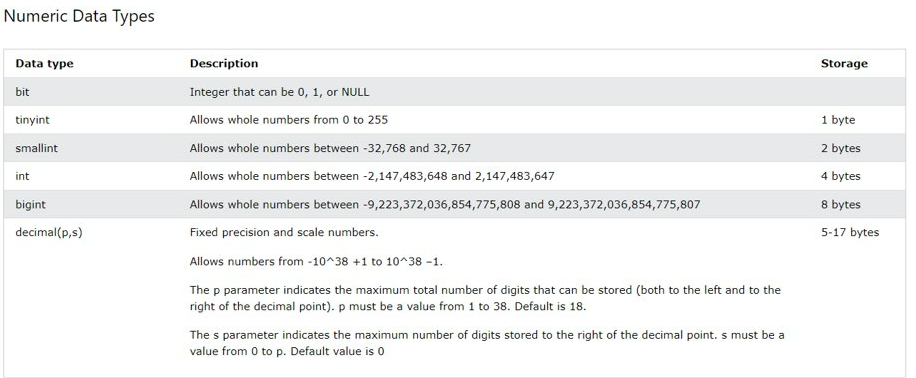 Numeric Data Types
Data type Description Storage
bit Integer that can be 0, 1, or NULL
tinyint Allows whole numbers from 0 to 255 1 byte
smallint Allows whole numbers between -32,768 and 32,767 2 bytes
int Allows whole numbers between -2,147,483,648 and 2,147,483,647 4 bytes
bigint Allows whole numbers between -9,223,372,036,854,775,808 and 9,223,372,036,854,775,807 8 bytes
decimal(p,s) Fixed precision and scale numbers. 5-17 bytes
Allows numbers from -10^38 +1 to 10^38 –1.
The p parameter indicates the maximum total number of digits that can be stored (both to the left and to the
right of the decimal point). p must be a value from 1 to 38. Default is 18.
The s parameter indicates the maximum number of digits stored to the right of the decimal point. s must be a
value from 0 to p. Default value is 0